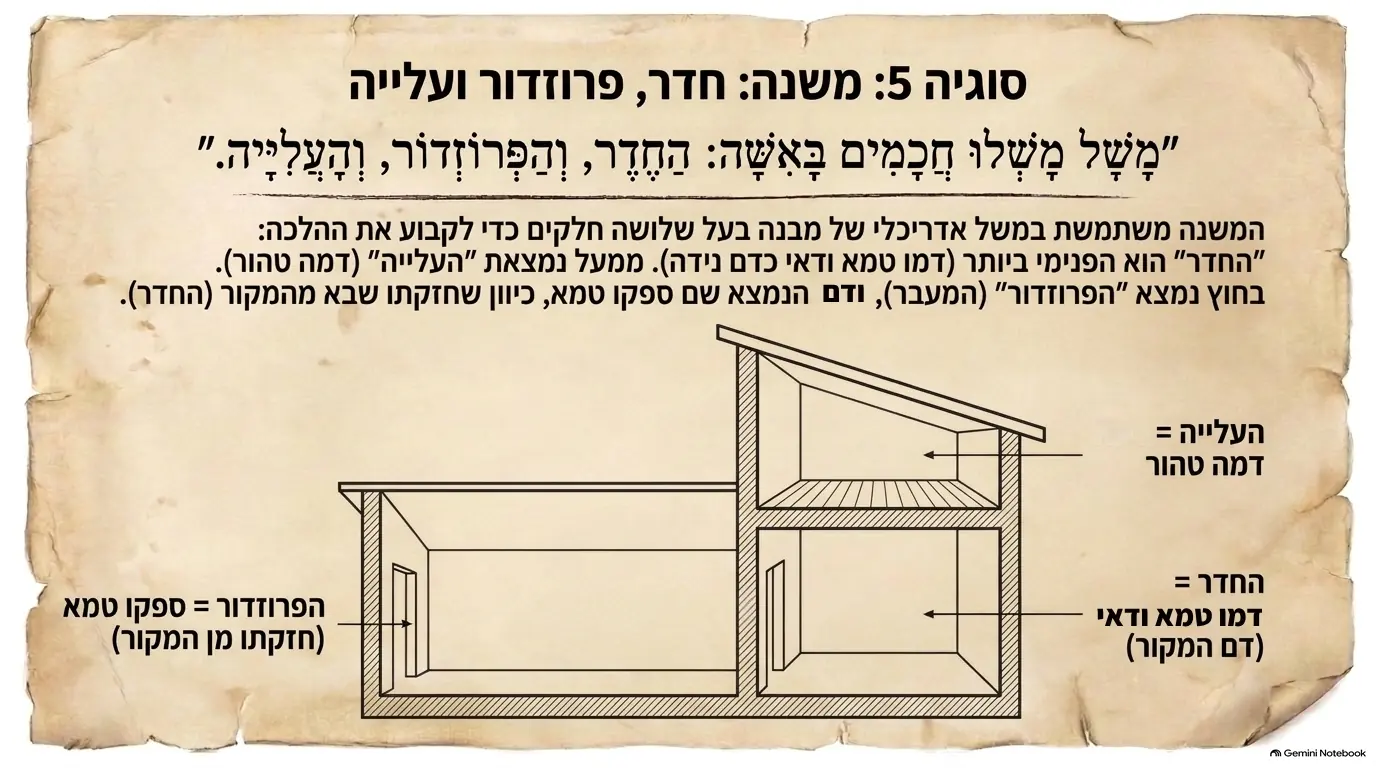 סוגיה 5: משנה: חדר, פרוזדור ועלייה
"מָשָׁל מָשְׁלוּ חֲכָמִים בָּאִשָּׁה: הַחֶדֶר, וְהַפְּרוֹזְדוֹר, וְהָעֲלִיָּיה."
המשנה משתמשת במשל אדריכלי של מבנה בעל שלושה חלקים כדי לקבוע את ההלכה:
"החדר" הוא הפנימי ביותר (דמו טמא ודאי כדם נידה). ממעל נמצאת "העלייה" (דמה טהור).
בחוץ נמצא "הפרוזדור" (המעבר), ודם הנמצא שם ספקו טמא, כיוון שחזקתו שבא מהמקור (החדר).
העלייה =
דמה טהור
החדר =
דמו טמא ודאי
(דם המקור)
הפרוזדור = ספקו טמא
(חזקתו מן המקור)
Gemini Notebook